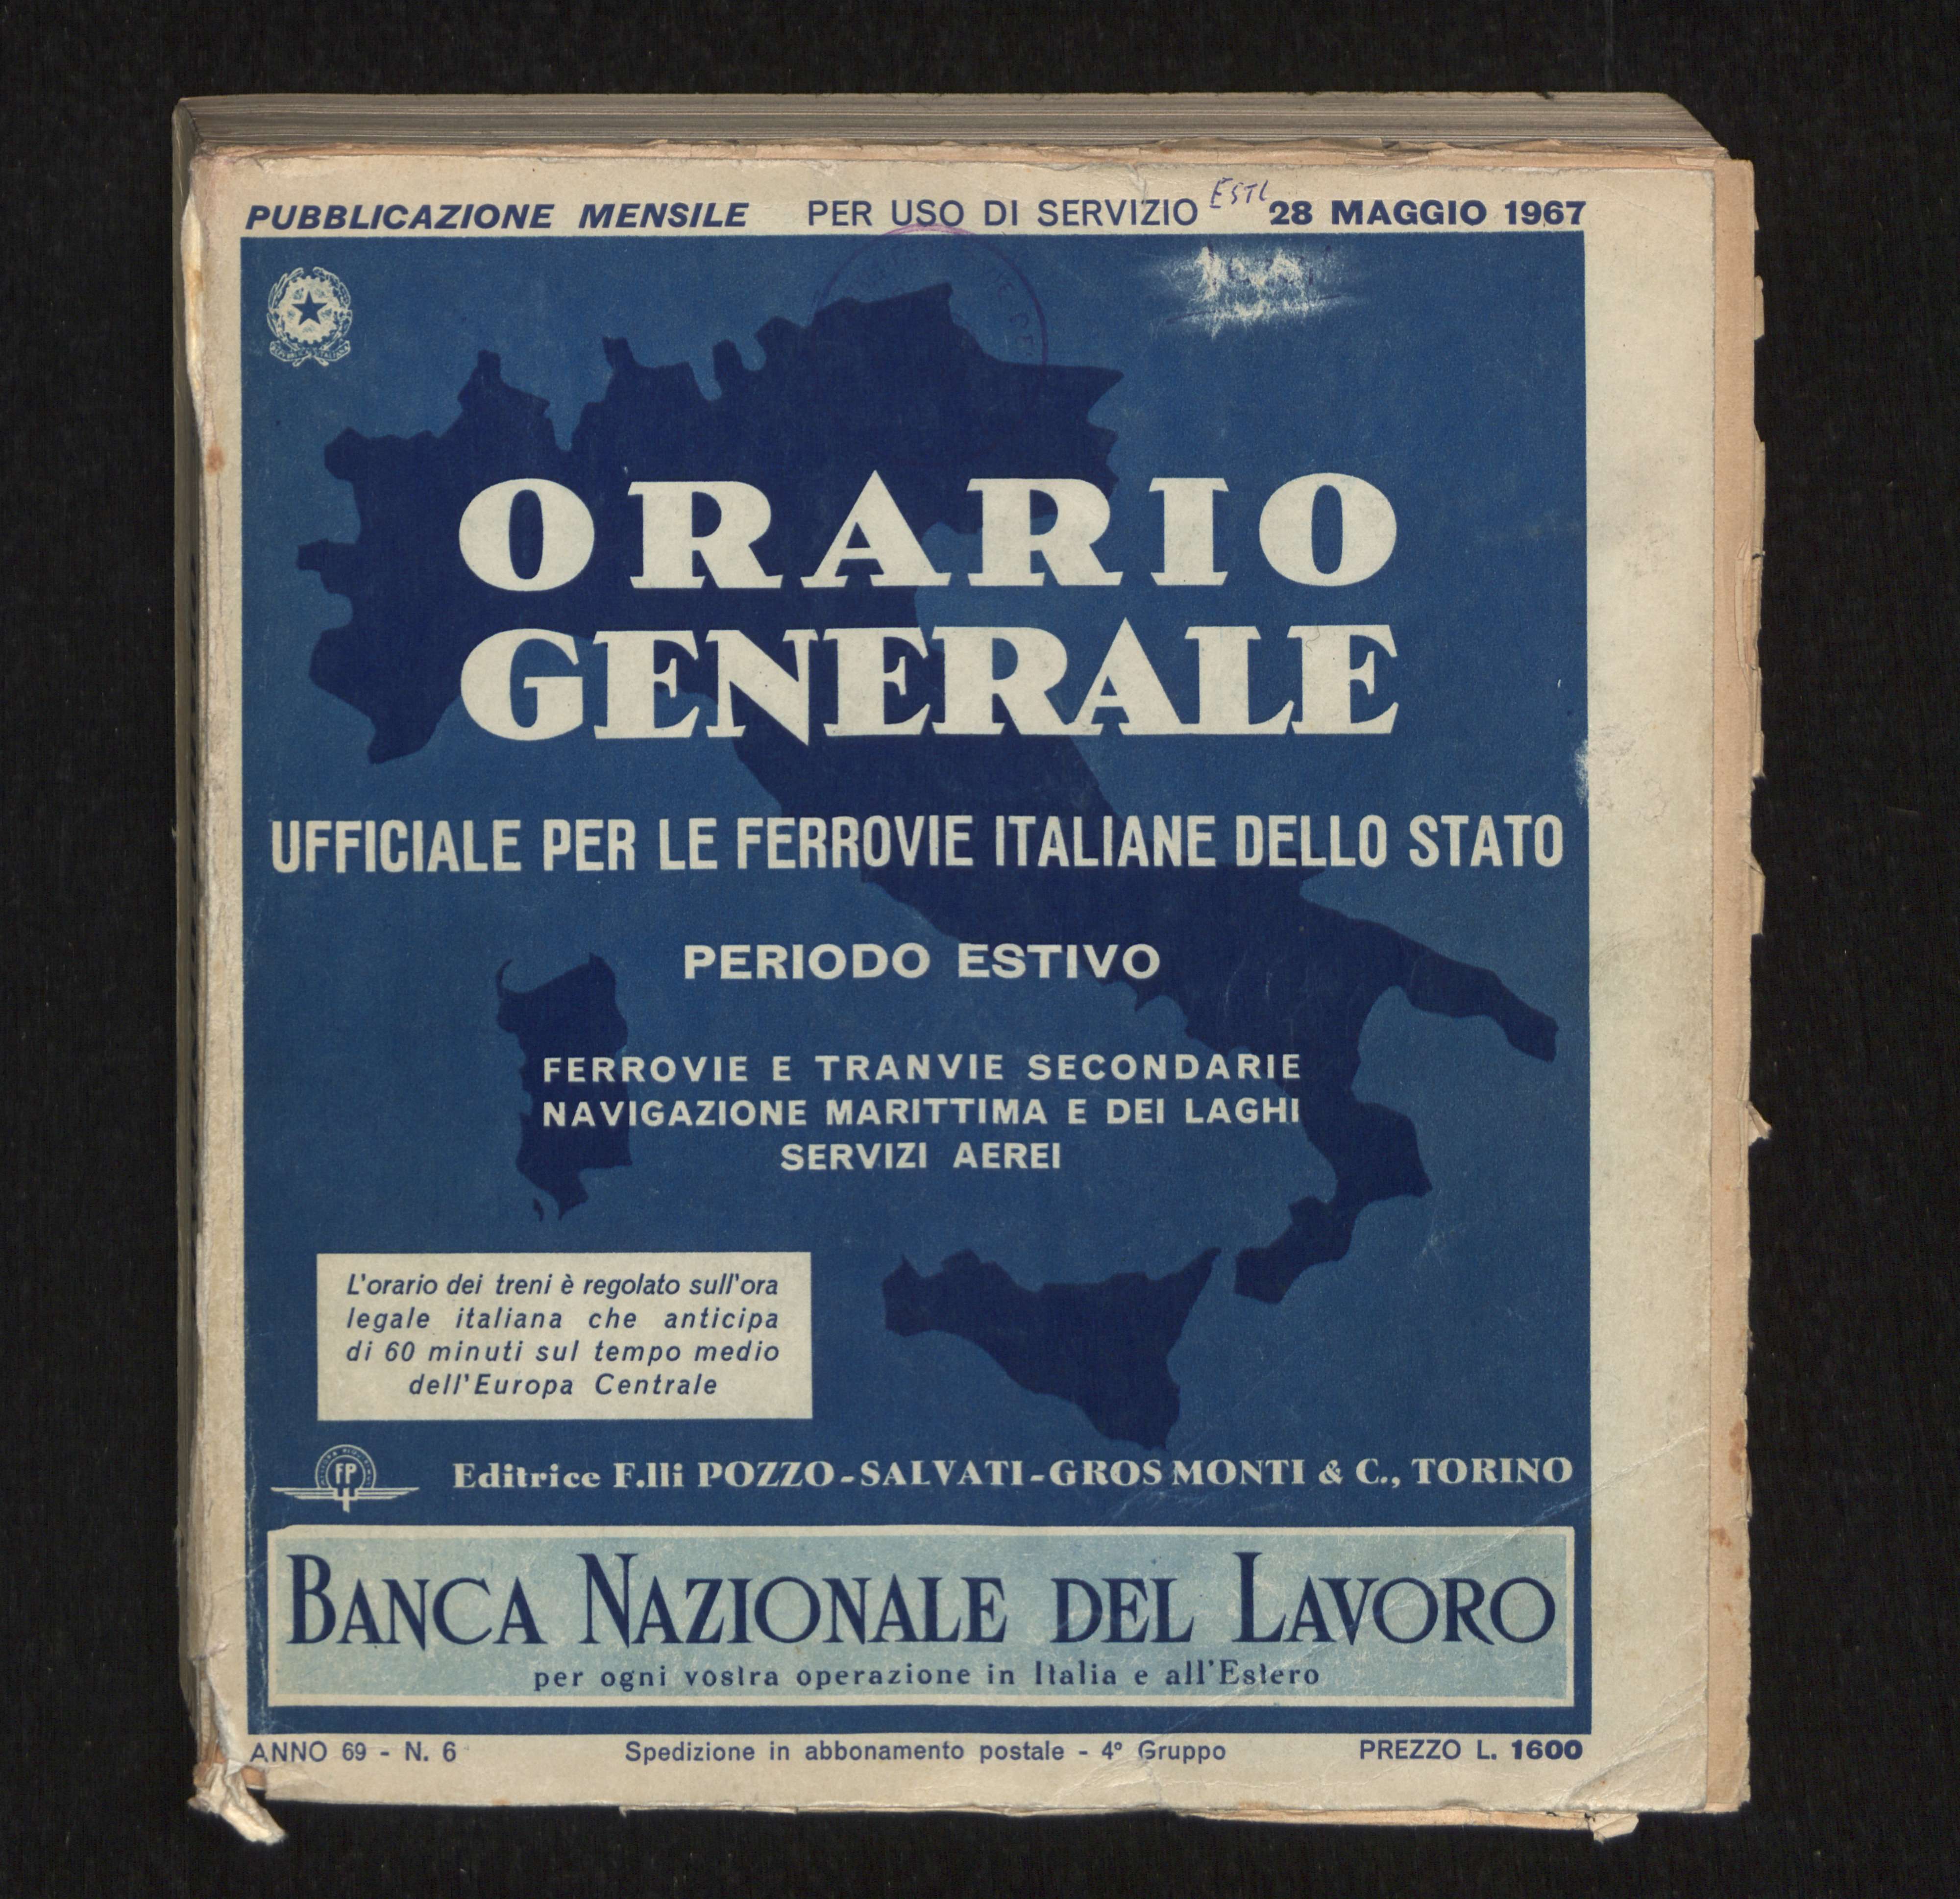 PUBBLICAZIONE MENSILE PER USO DI SERVIZIO 28 MAGGIO 1967
ORARIO
GENERALE
UFFICIALE PER LE FERROVIE ITALIANE DELLO STATO
PERIODO ESTIVO
FERROVIE E TRANVIE SECONDARIE
NAVIGAZIONE MARITTIMA E DEI LAGHI
SERVIZI AEREI
L'orario dei treni è regolato sull'ora
legale italiana che anticipa
di 60 minuti sul tempo medio
dell'Europa Centrale
FP
Editrice F.lli POZZO-SALVATI-GROS MONTI & C., TORINO
BANCA NAZIONALE DEL LAVORO
per ogni vostra operazione in Italia e all'Estero
ANNO 69 - N. 6 Spedizione in abbonamento postale - 4° Gruppo PREZZO L. 1600